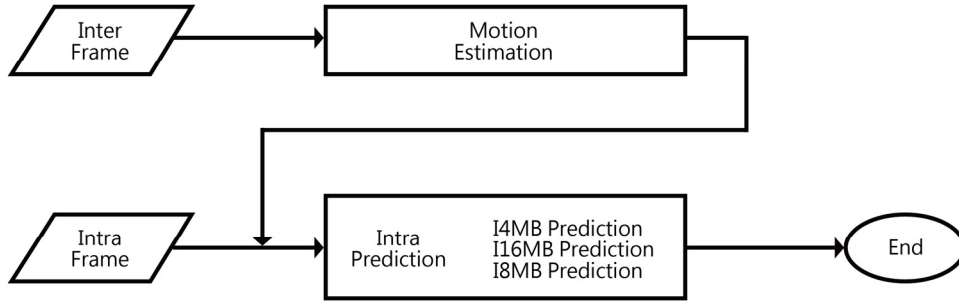 Inter
Frame
Motion
Estimation
Intra
Frame
Intra
Prediction
I4MB Prediction
I16MB Prediction
I8MB Prediction
End